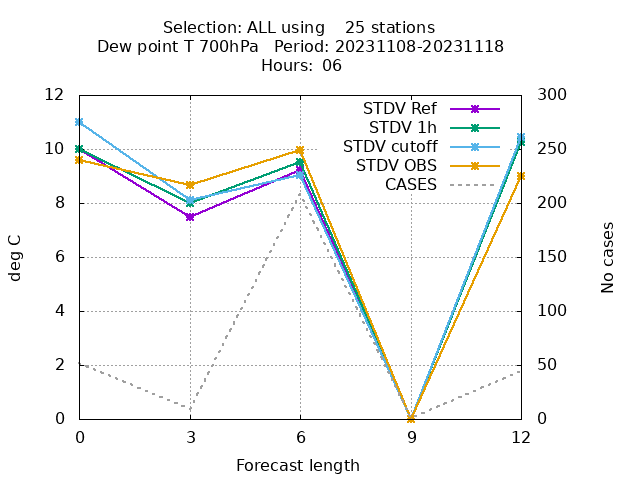 Selection: ALL using    25 stations
Dew point T 700hPa   Period: 20231108-20231118
Hours: 06
12
10
8
6
4
2
0
deg C
300
250
200
150
100
50
0
No cases
STDV Ref
STDV 1h
STDV cutoff
STDV OBS
CASES
0 3 6 9 12
Forecast length